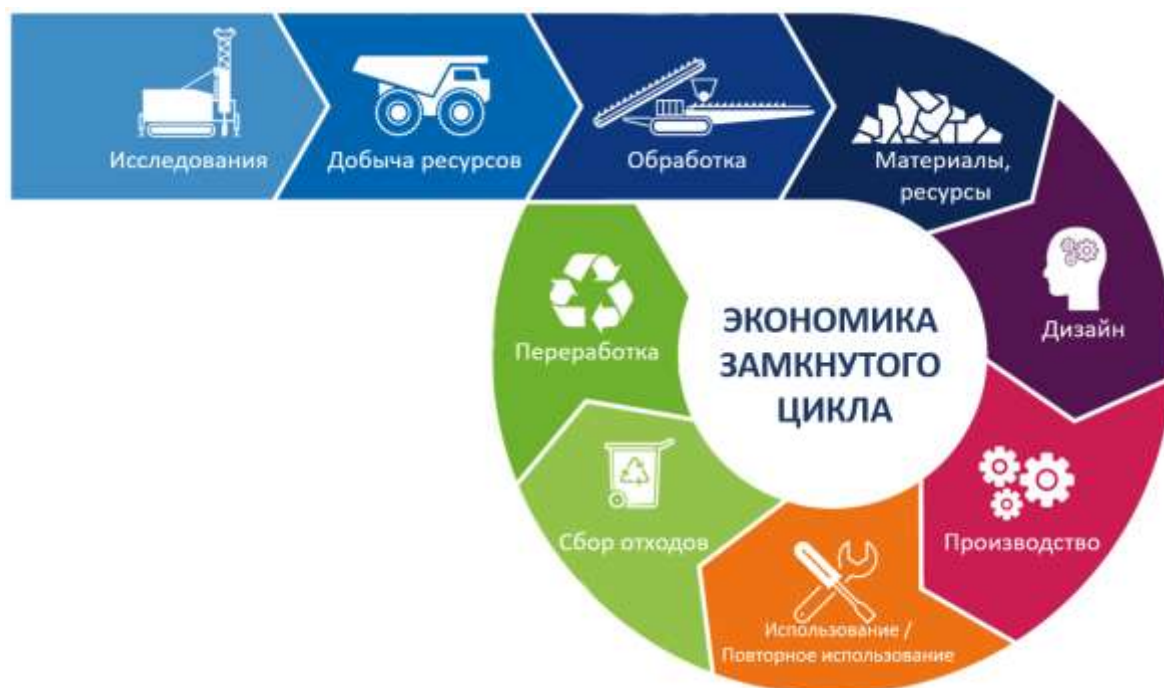 Исследования
Добыча ресурсов
Обработка
Материалы,
ресурсы
Дизайн
Производство
Использование /
Повторное использование
Сбор отходов
Переработка
ЭКОНОМИКА
ЗАМКНУТОГО
ЦИКЛА